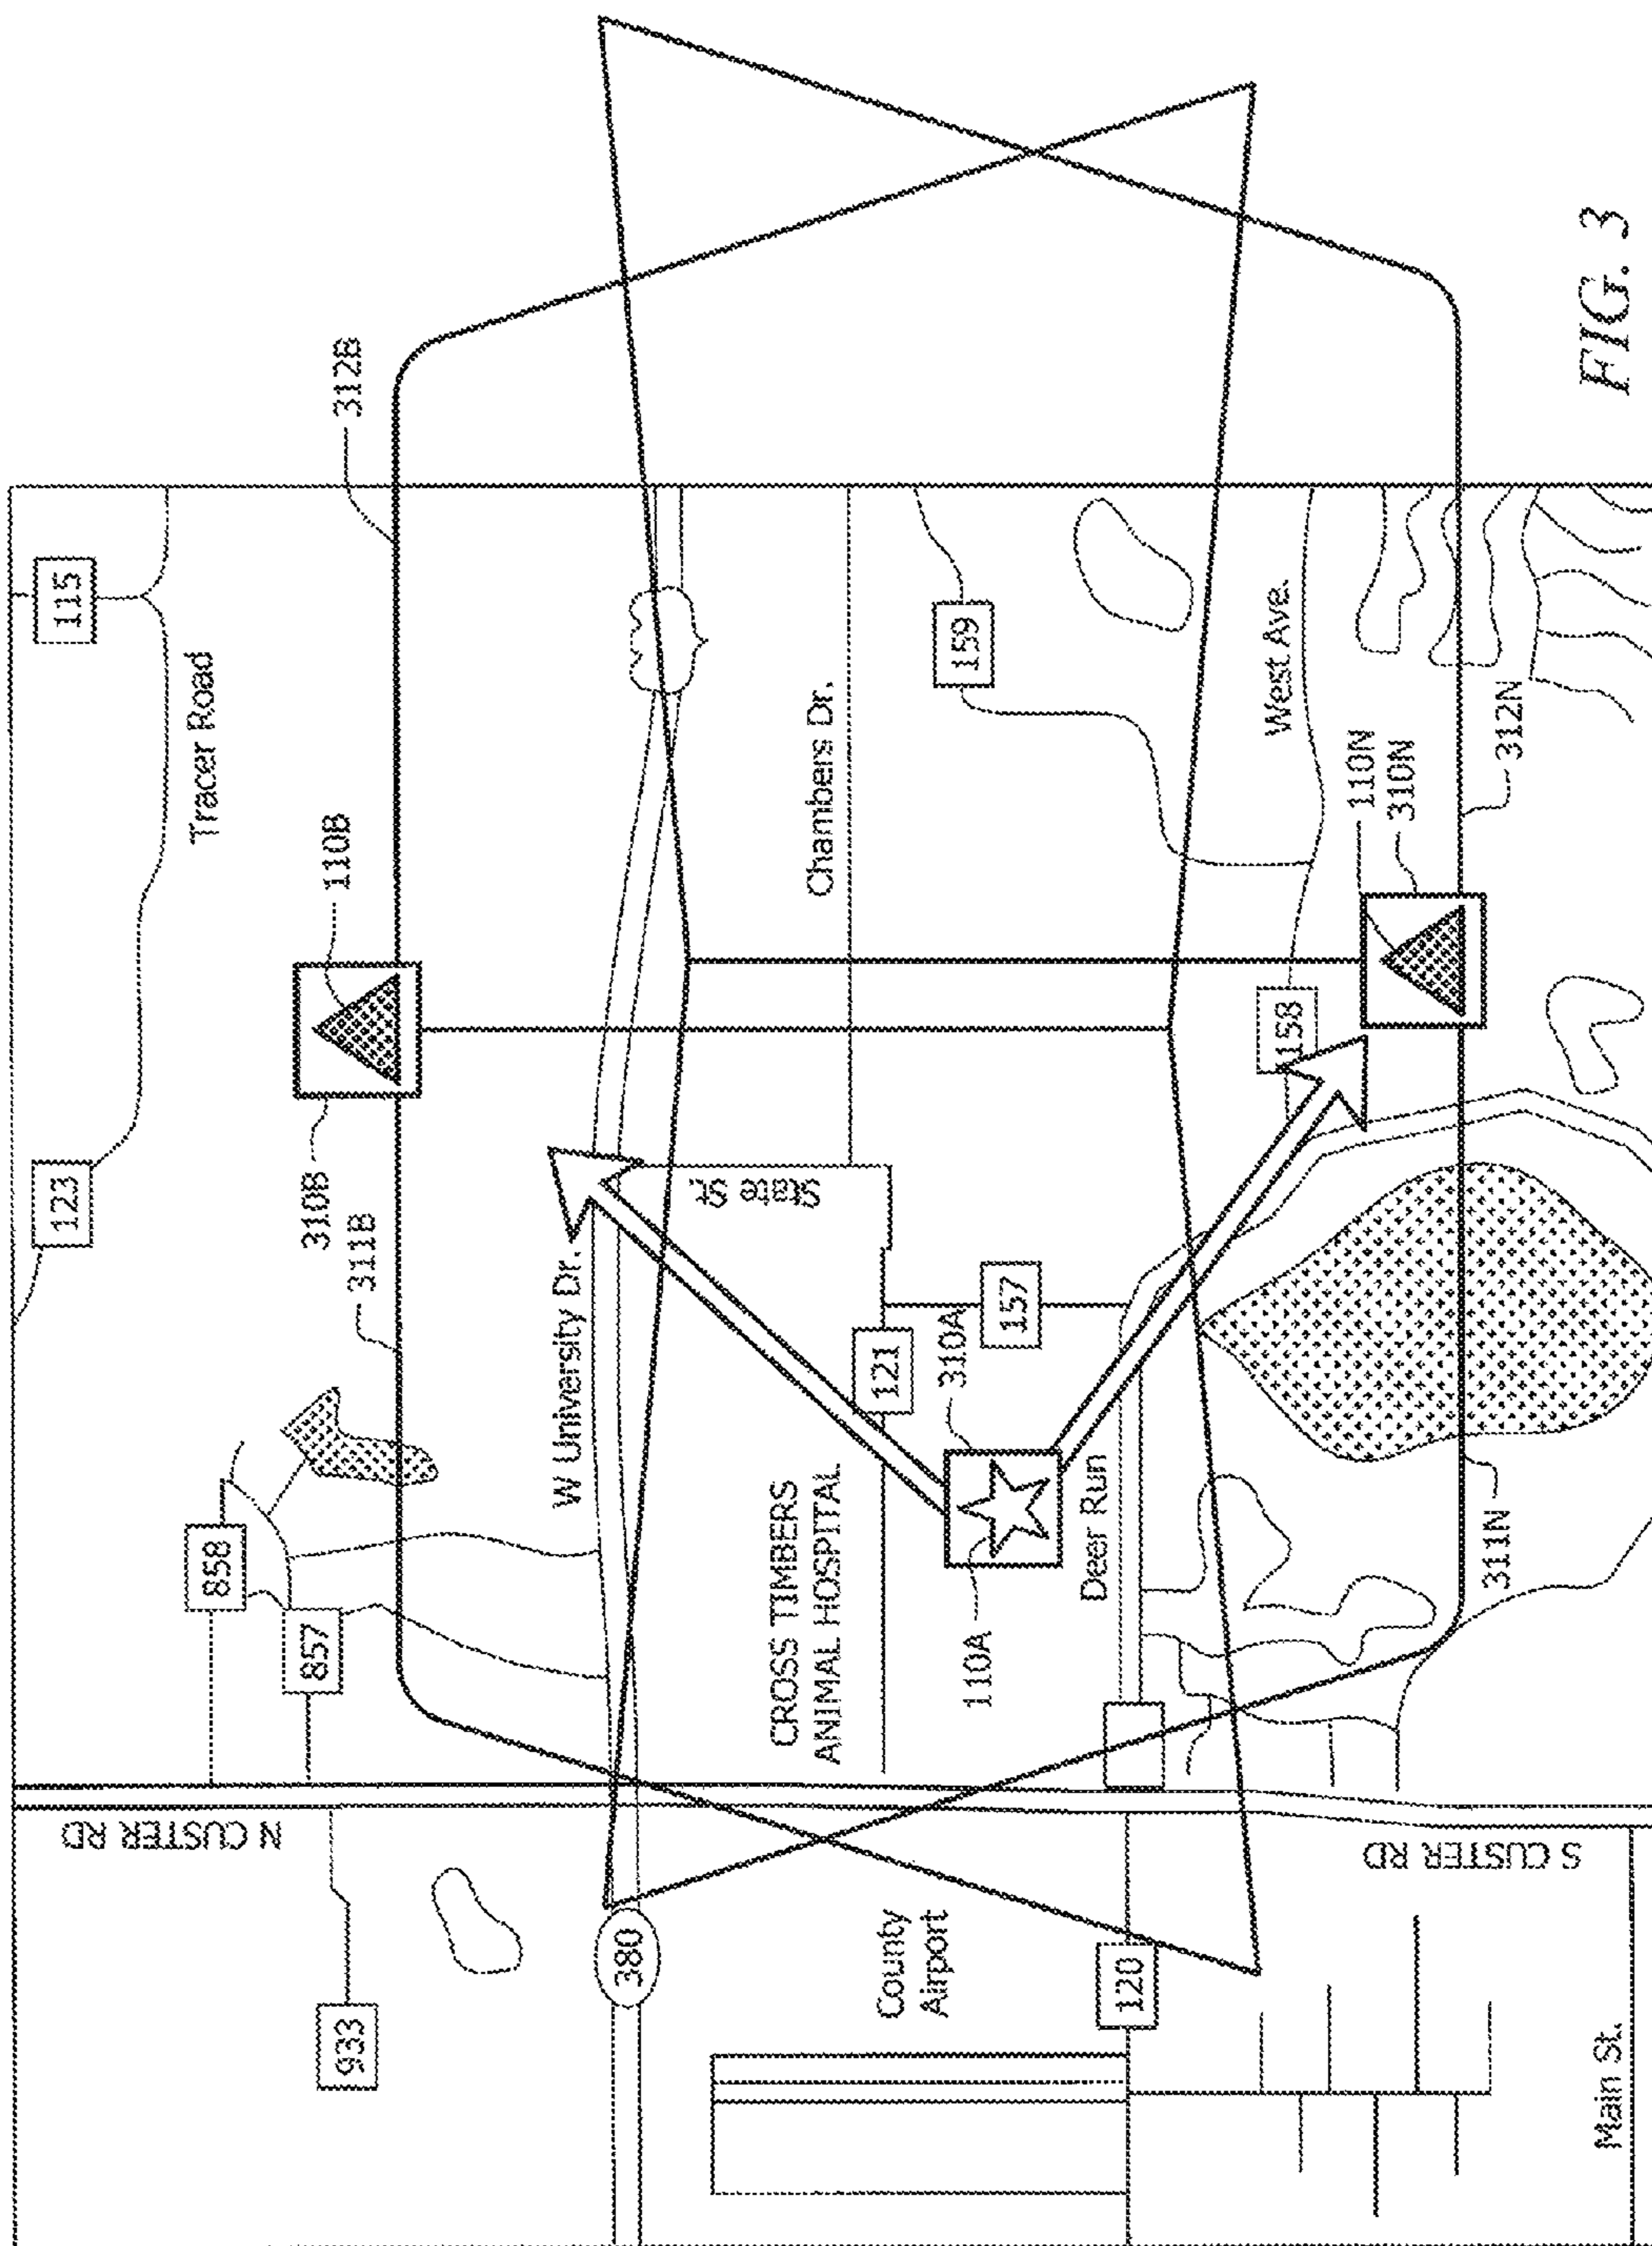 115
123
Tracer Road
312B
110B
310B
311B
858
857
N CUSTER RD
933
W University Dr.
380
State St.
Chambers Dr.
CROSS TIMBERS
ANIMAL HOSPITAL
121
157
310A
110A
159
County
Airport
Deer Run
120
West Ave.
158
110N
310N
312N
311N
S CUSTER RD
Main St.
FIG. 3